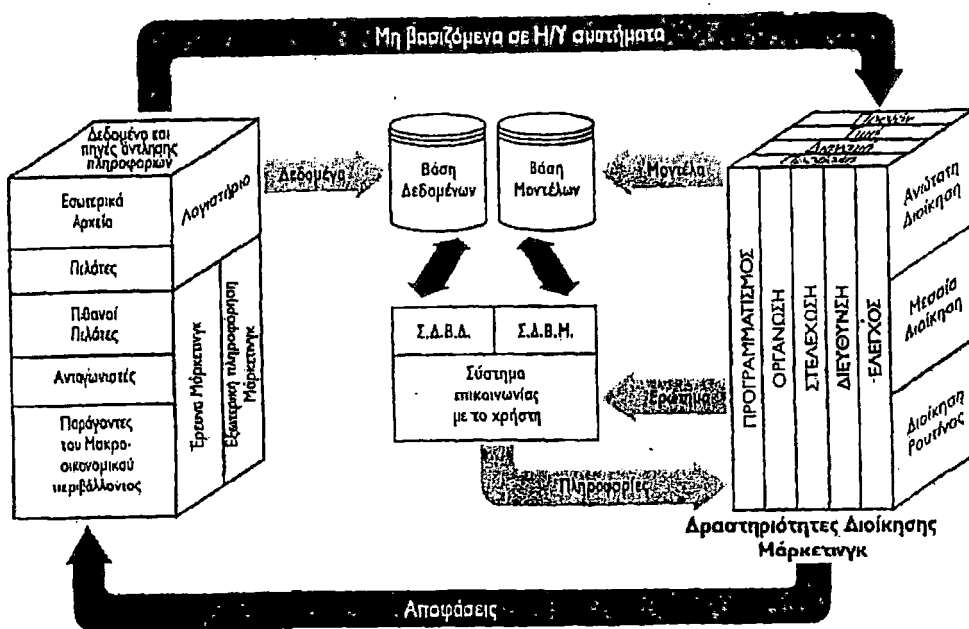 Μη βασιζόμενα σε Η/Υ συστήματα
Δεδομένα και
πηγές άντλησης
πληροφοριών
Εσωτερικά
Αρχεία
Πελάτες
Πιθανοί
Πελάτες
Ανταγωνιστές
Παράγοντες
του Μακρο-
οικονομικού
περιβάλλοντος
Λογιστήριο
Έρευνα Μάρκετινγκ
Εξωτερική πληροφόρηση
Μάρκετινγκ
Δεδομένα
Βάση
Δεδομένων
Βάση
Μοντέλων
Μοντέλα
Σ.Δ.Β.Δ.
Σ.Δ.Β.Μ.
Σύστημα
επικοινωνίας
με το χρήστη
Ερώτημα
Πληροφορίες
Τιμή
ΠΡΟΓΡΑΜΜΑΤΙΣΜΟΣ
ΟΡΓΑΝΩΣΗ
ΣΤΕΛΕΧΩΣΗ
ΔΙΕΥΘΥΝΣΗ
ΕΛΕΓΧΟΣ
Ανώτατη
Διοίκηση
Μεσαία
Διοίκηση
Διοίκηση
Ρουτίνας
Δραστηριότητες Διοίκησης
Μάρκετινγκ
Αποφάσεις